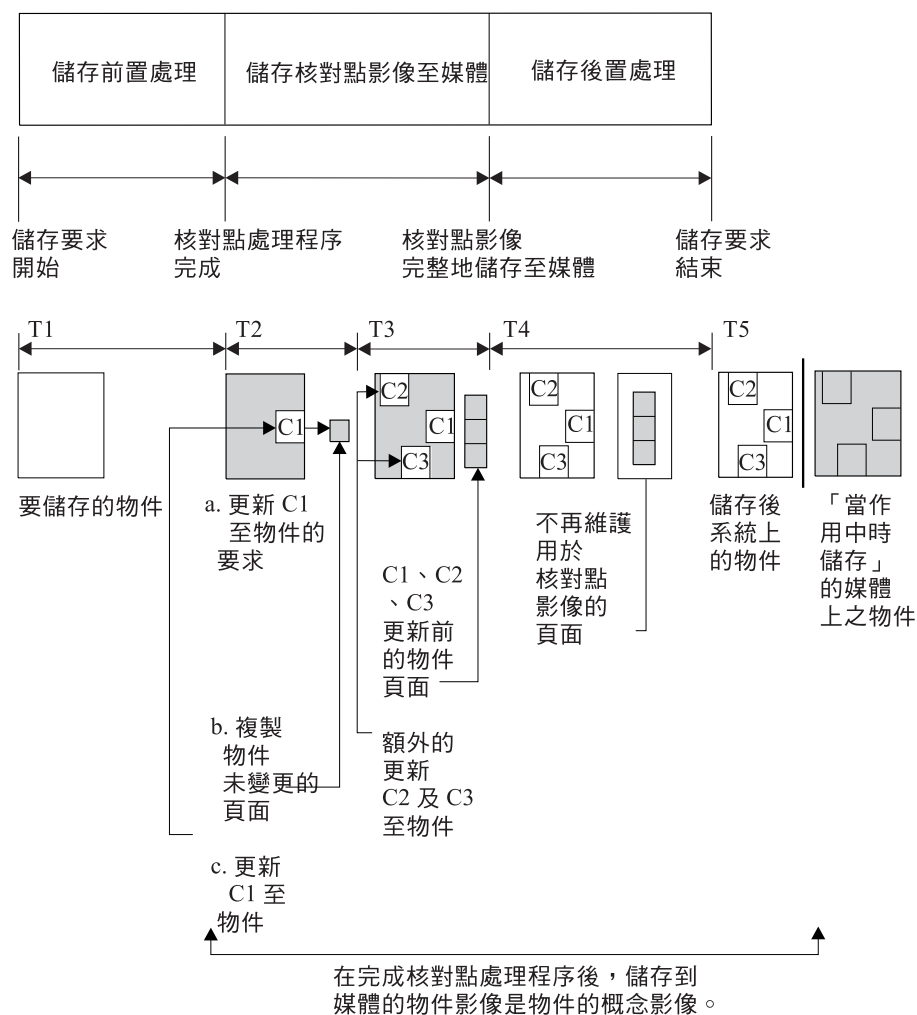 儲存前置處理
儲存核對點影像至媒體
儲存後置處理
儲存要求
開始
核對點處理程序
完成
核對點影像
完整地儲存至媒體
儲存要求
結束
T1
T2
T3
T4
T5
C1
C2
C1
C3
C2
C1
C3
C2
C1
C3
要儲存的物件
a. 更新 C1
至物件的
要求
b. 複製
物件
未變更的
頁面
c. 更新
C1 至
物件
C1、C2
、C3
更新前
的物件
頁面
額外的
更新
C2 及 C3
至物件
不再維護
用於
核對點
影像的
頁面
儲存後
系統上
的物件
「當作
用中時
儲存」
的媒體
上之物件
在完成核對點處理程序後，儲存到
媒體的物件影像是物件的概念影像。